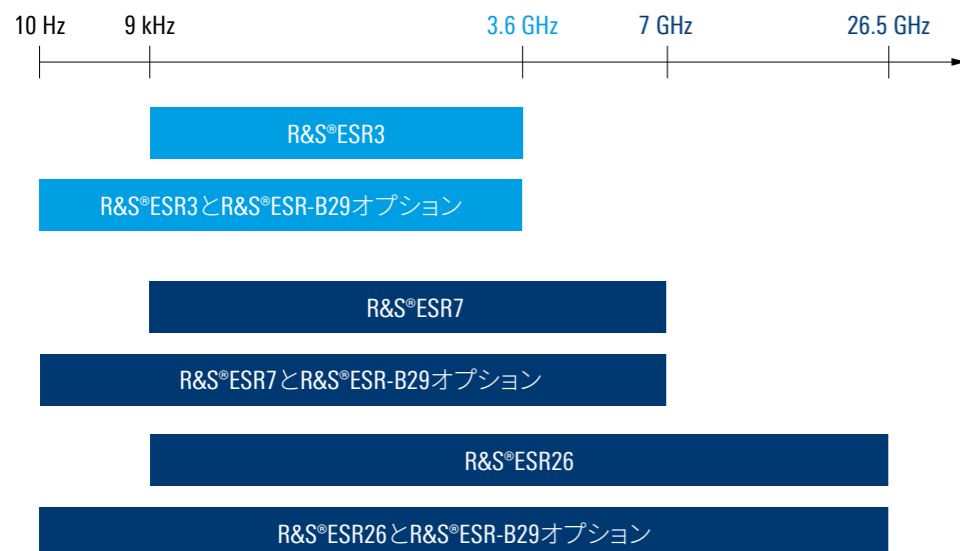 10 Hz 9 kHz 3.6 GHz 7 GHz 26.5 GHz
R&S®ESR3
R&S®ESR3とR&S®ESR-B29オプション
R&S®ESR7
R&S®ESR7とR&S®ESR-B29オプション
R&S®ESR26
R&S®ESR26とR&S®ESR-B29オプション